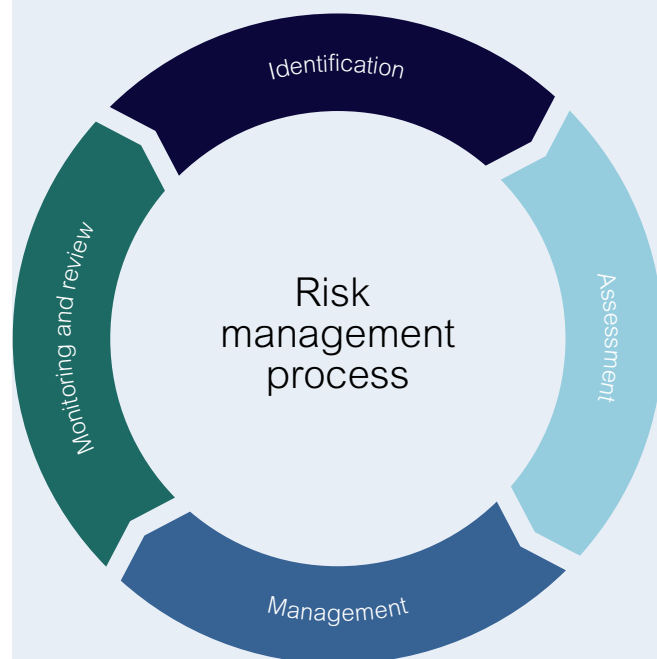 Identification
Assessment
Management
Monitoring and review
Risk
management
process